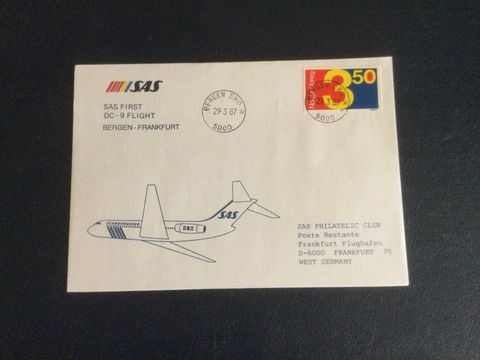 SAS
SAS FIRST
DC-9 FLIGHT
BERGEN-FRANKFURT
BERGEN
29-3.87
5000
Norge
350
SAS
SAS PHILATELIC CLUB
Poste Restante
Frankfurt Flughafen
D-6000 FRANKFURT 75
WEST GERMANY